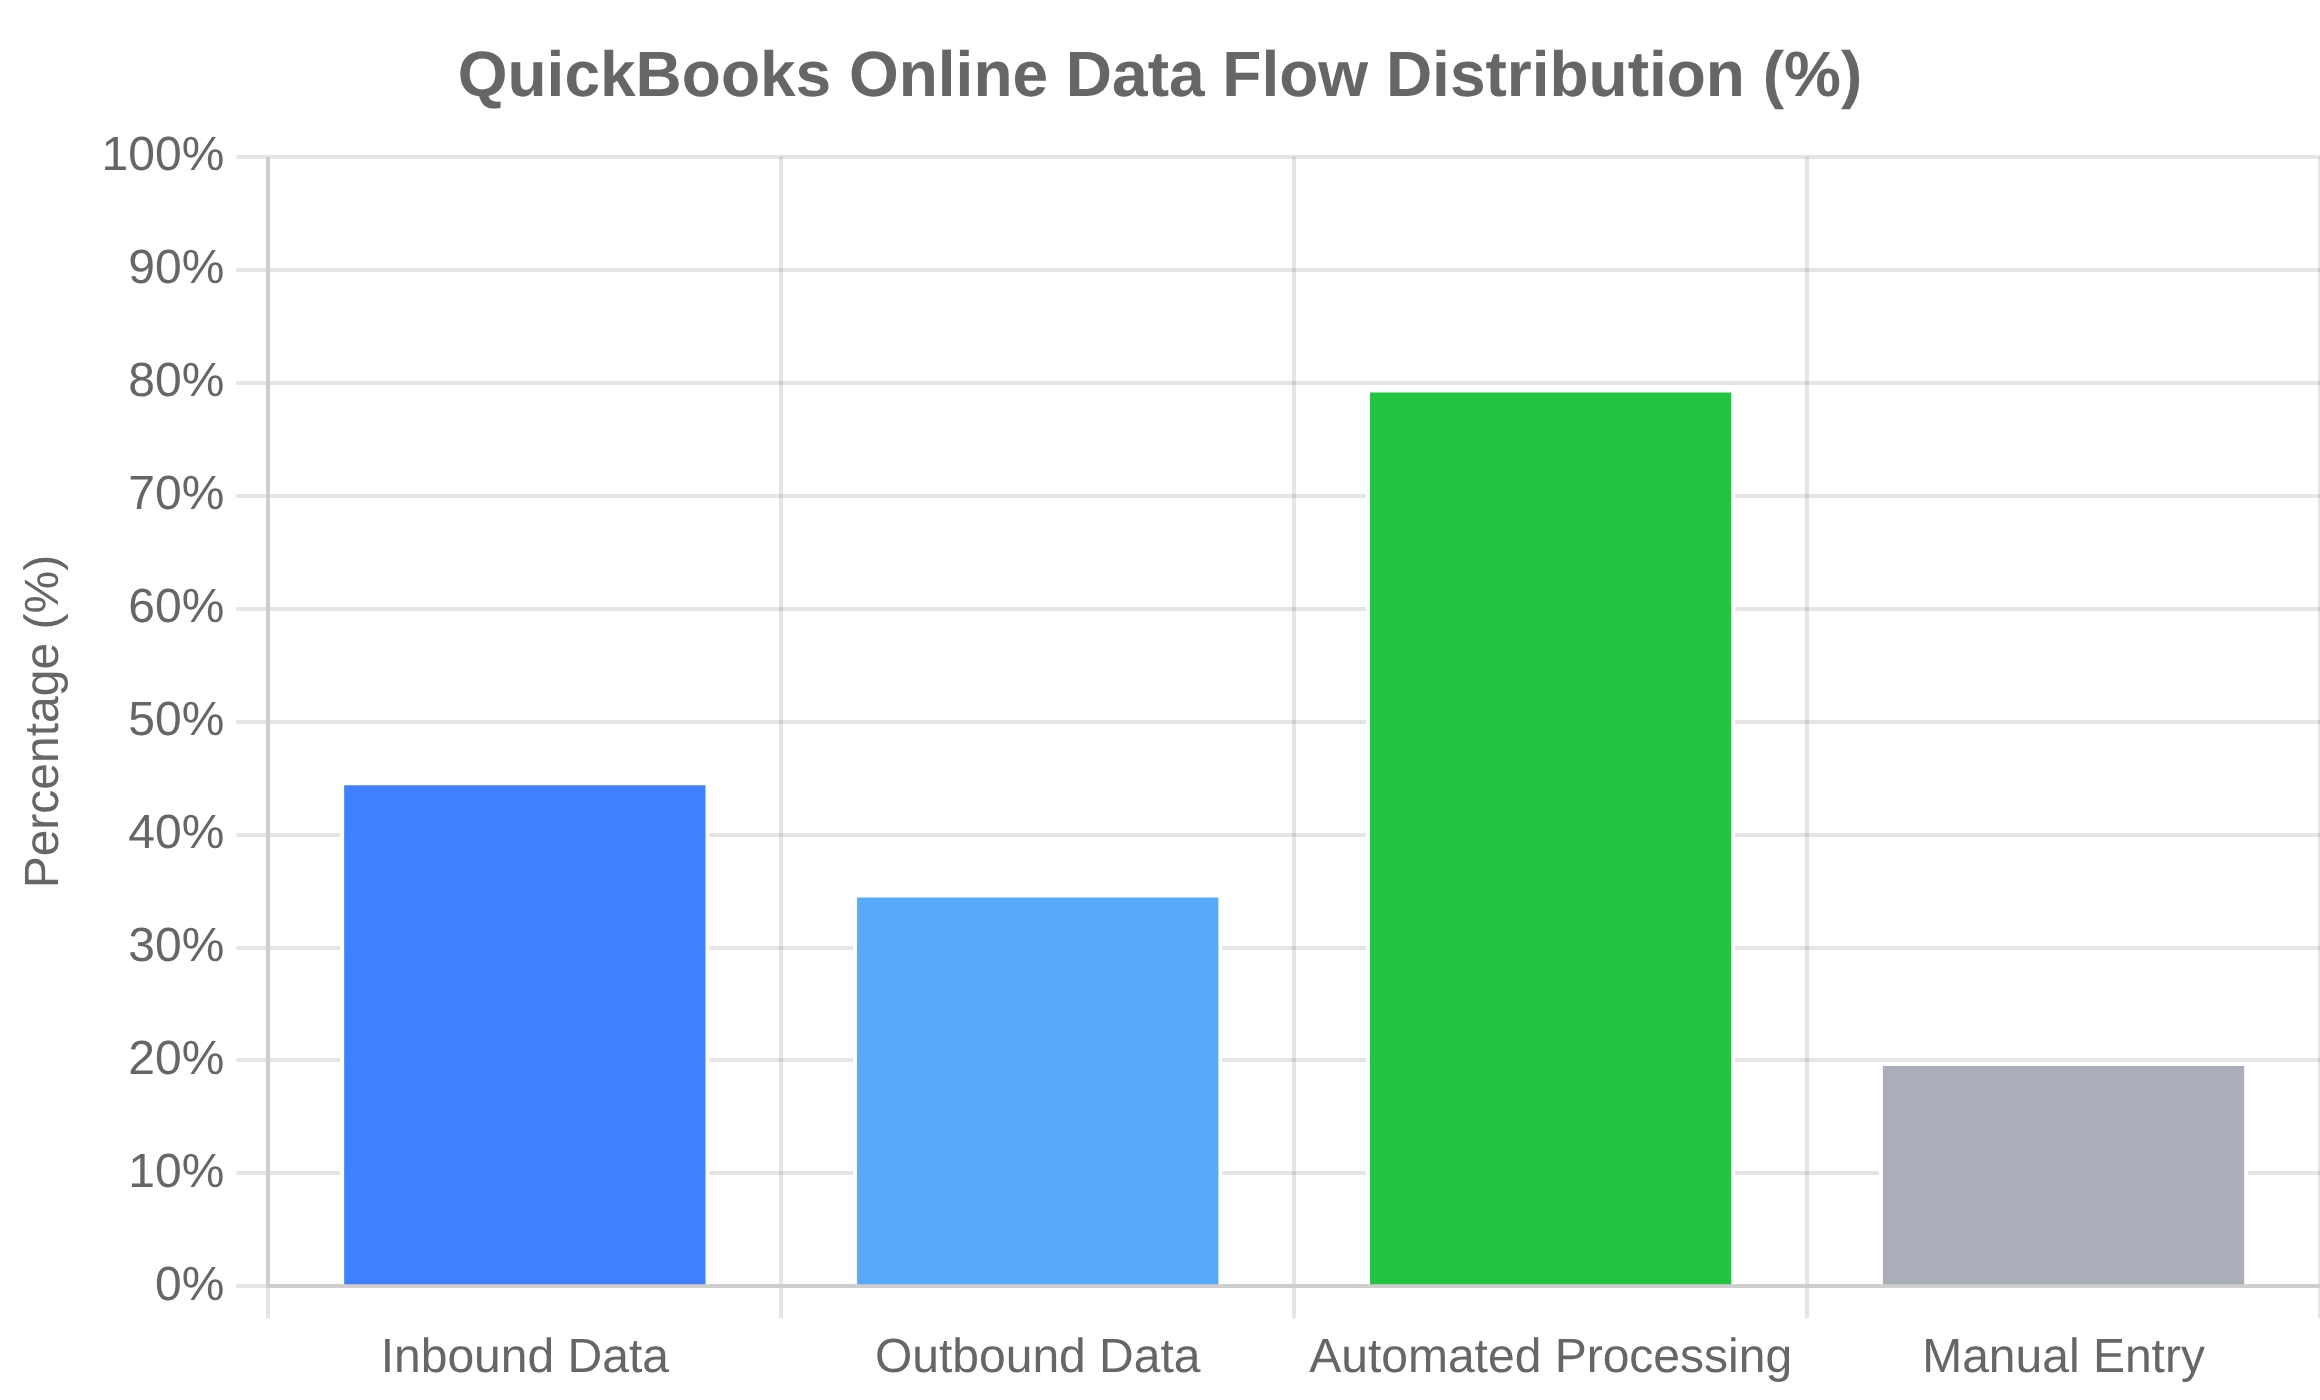 QuickBooks Online Data Flow Distribution (%)
100%
90%
80%
70%
60%
50%
40%
30%
20%
10%
0%
Percentage (%)
Inbound Data
Outbound Data
Automated Processing
Manual Entry